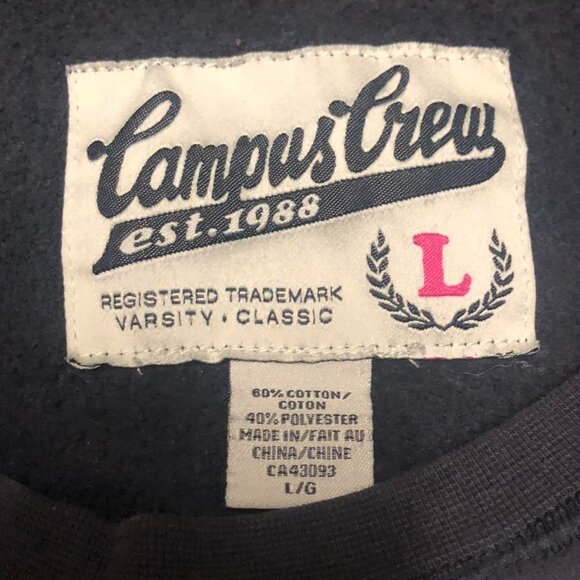 Campus Crew
est. 1988
L
REGISTERED TRADEMARK
VARSITY • CLASSIC
60% COTTON/
COTON
40% POLYESTER
MADE IN/FAIT AU
CHINA/CHINE
CA43093
L/G